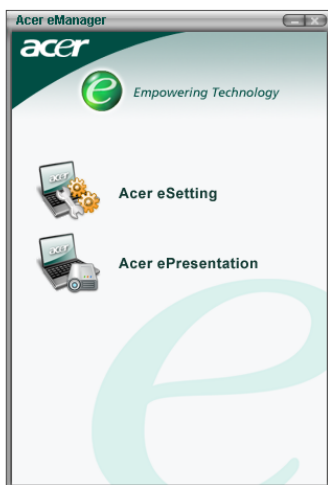 Acer eManager
acer
e Empowering Technology
Acer eSetting
Acer ePresentation
e